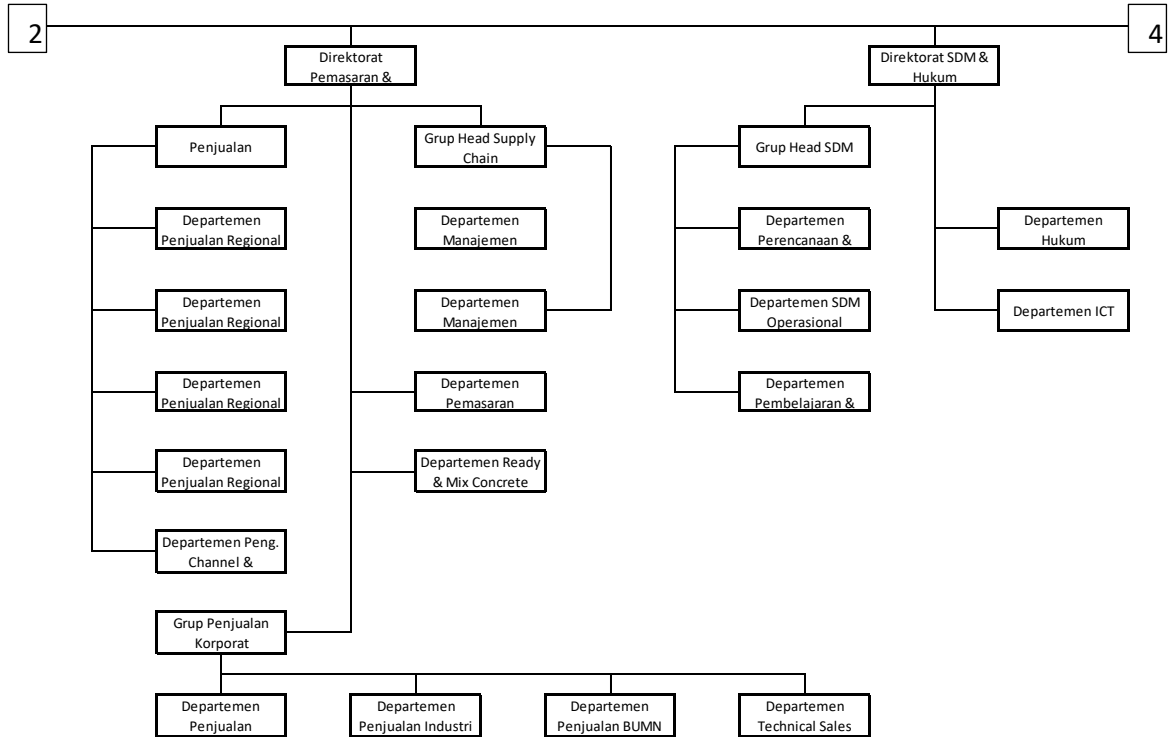 2
4
Direktorat
Pemasaran &
Direktorat SDM &
Hukum
Penjualan
Grup Head Supply
Chain
Grup Head SDM
Departemen
Penjualan Regional
Departemen
Manajemen
Departemen
Perencanaan &
Departemen
Hukum
Departemen
Penjualan Regional
Departemen
Manajemen
Departemen SDM
Operasional
Departemen ICT
Departemen
Penjualan Regional
Departemen
Pemasaran
Departemen
Pembelajaran &
Departemen
Penjualan Regional
Departemen Ready
& Mix Concrete
Departemen Peng.
Channel &
Grup Penjualan
Korporat
Departemen
Penjualan
Departemen
Penjualan Industri
Departemen
Penjualan BUMN
Departemen
Technical Sales